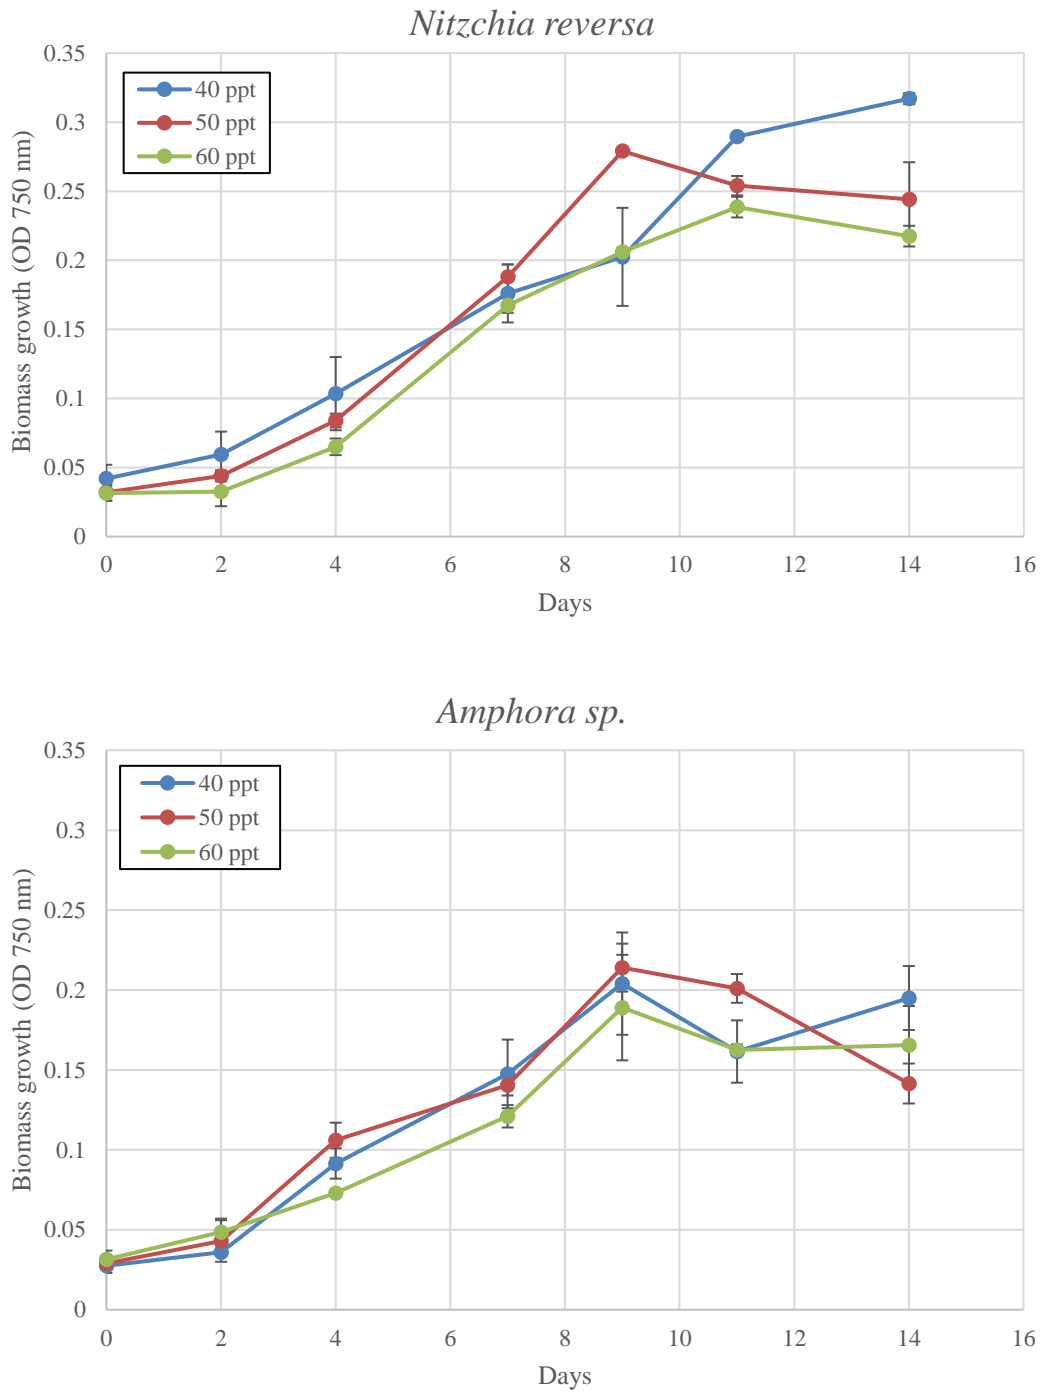 Nitzchia reversa
0.35
0.3
0.25
0.2
0.15
0.1
0.05
0
Biomass growth (OD 750 nm)
40 ppt
50 ppt
60 ppt
0 2 4 6 8 10 12 14 16
Days
Amphora sp.
0.35
0.3
0.25
0.2
0.15
0.1
0.05
0
Biomass growth (OD 750 nm)
40 ppt
50 ppt
60 ppt
0 2 4 6 8 10 12 14 16
Days